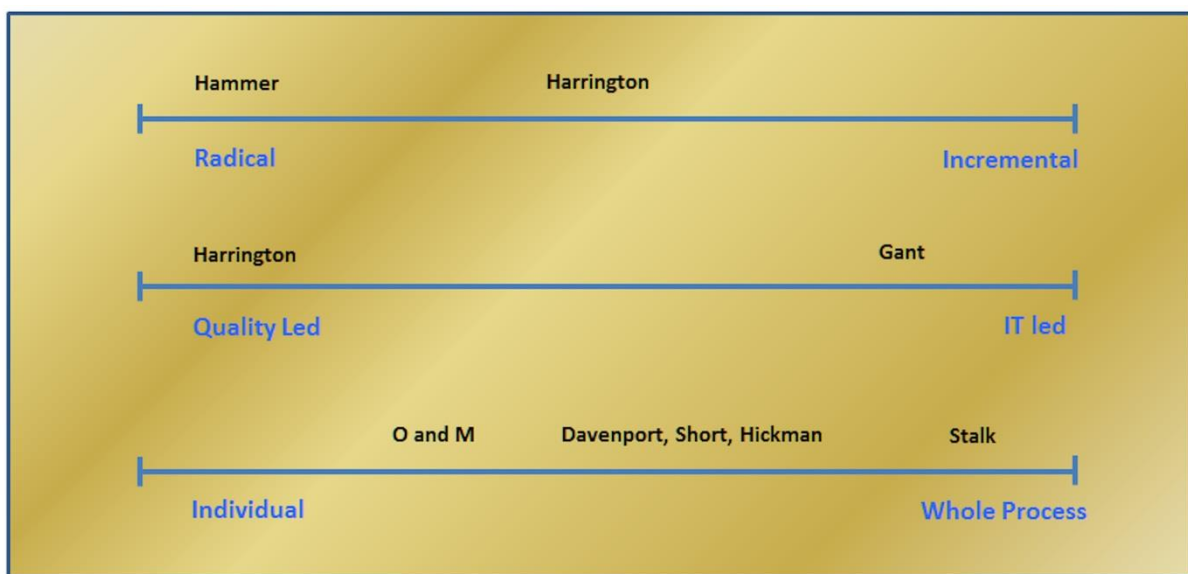 Hammer Harrington
Radical Incremental
Harrington Gant
Quality Led IT led
O and M Davenport, Short, Hickman Stalk
Individual Whole Process